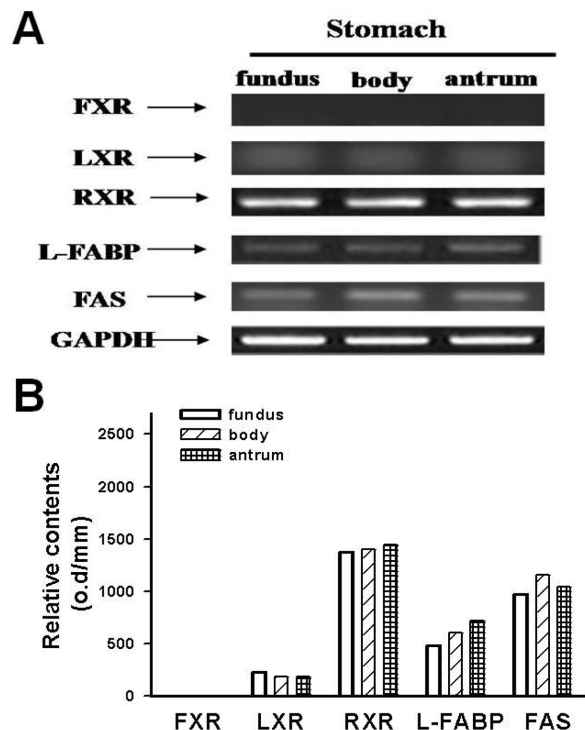 A
Stomach
fundus body antrum
FXR
LXR
RXR
L-FABP
FAS
GAPDH
B
fundus
body
antrum
Relative contents
(o.d/mm)
2500
2000
1500
1000
500
0
FXR LXR RXR L-FABP FAS